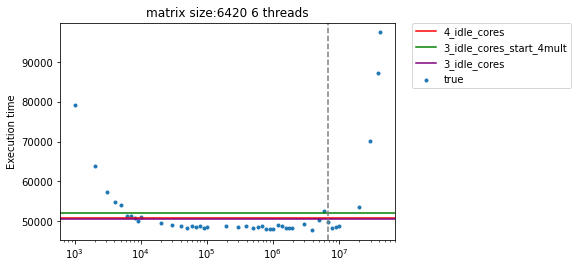 matrix size:6420 6 threads
4_idle_cores
3_idle_cores_start_4mult
3_idle_cores
true
Execution time
90000
80000
70000
60000
50000
10³ 10⁴ 10⁵ 10⁶ 10⁷